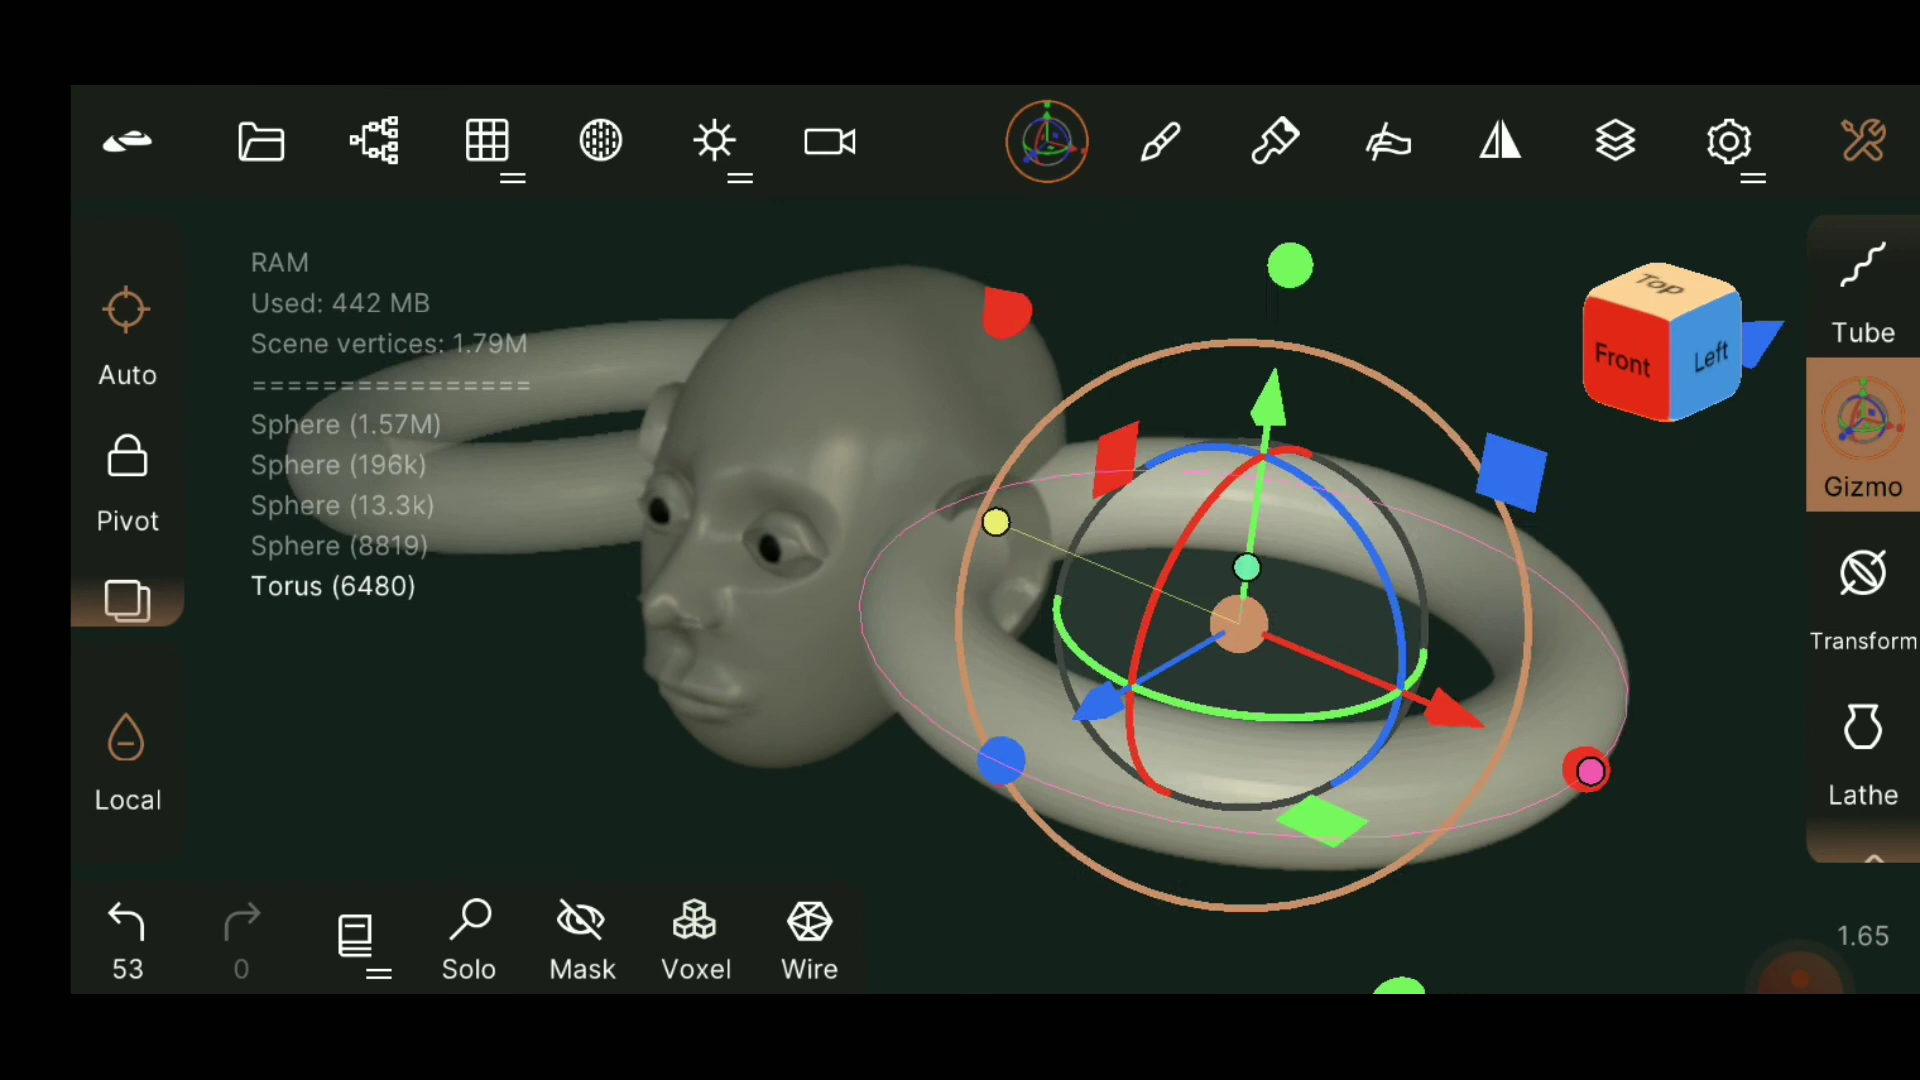 RAM
Used: 442 MB
Scene vertices: 1.79M
================
Sphere (1.57M)
Sphere (196k)
Sphere (13.3k)
Sphere (8819)
Torus (6480)
Auto
Pivot
Local
Top
Front
Left
Tube
Gizmo
Transform
Lathe
1.65
53
0
Solo
Mask
Voxel
Wire